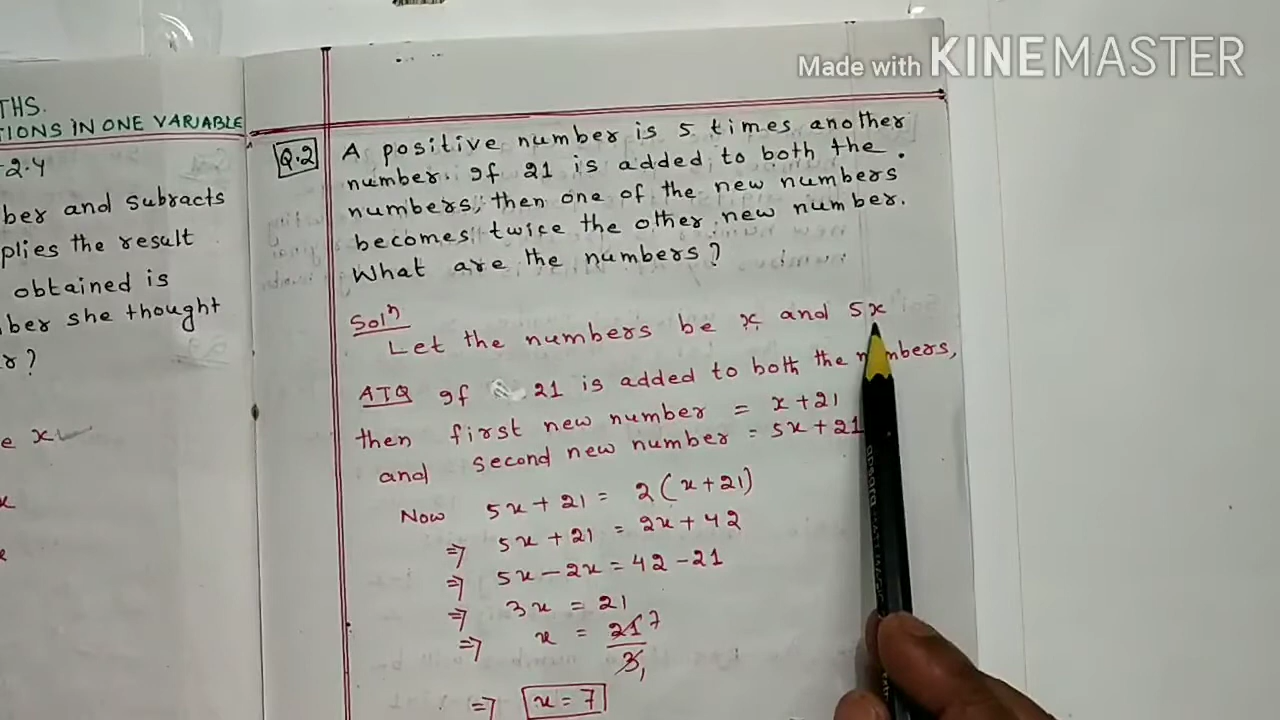 Made with KINEMASTER
THS.
TIONS IN ONE VARIABLE
-2.4
ber and subracts
plies the result
obtained is
ber she thought
r?
e x
x
Q.2 A positive number is 5 times another
number. If 21 is added to both the
numbers, then one of the new numbers
becomes twice the other new number.
What are the numbers?
Solⁿ
Let the numbers be x and 5x
ATQ If 21 is added to both the numbers,
then first new number = x+21
and second new number = 5x+21
Now 5x+21 = 2(x+21)
⇒ 5x+21 = 2x+42
⇒ 5x-2x = 42-21
⇒ 3x = 21
⇒ x = 21/3 7 1
⇒ x = 7
apsara